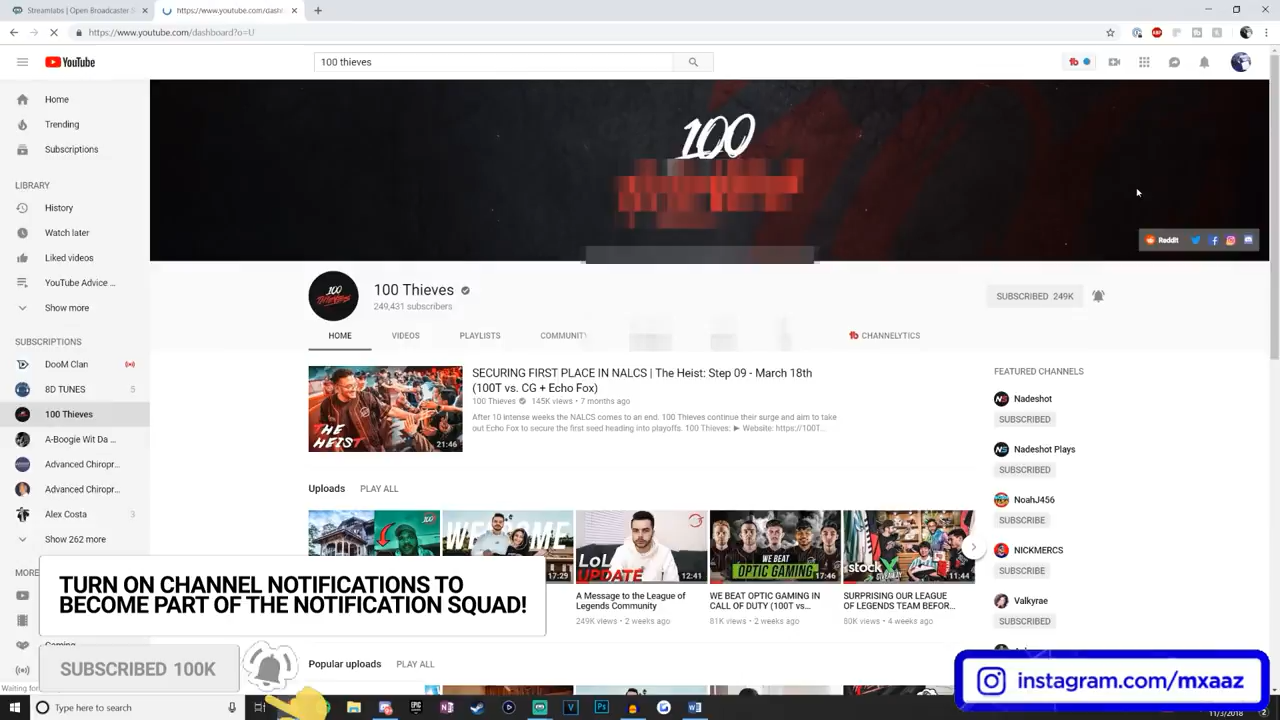 Streamlabs | Open Broadcaster S
https://www.youtube.com/dashb
https://www.youtube.com/dashboard?o=U
YouTube
100 thieves
Home
Trending
Subscriptions
LIBRARY
History
Watch later
Liked videos
YouTube Advice ...
Show more
SUBSCRIPTIONS
DooM Clan
8D TUNES 5
100 Thieves
A-Boogie Wit Da ...
Advanced Chiropr...
Advanced Chiropr...
Alex Costa 3
Show 262 more
100
Reddit
100 Thieves
249,431 subscribers
SUBSCRIBED 249K
HOME VIDEOS PLAYLISTS COMMUNITY CHANNELYTICS
THE HEIST
21:46
SECURING FIRST PLACE IN NALCS | The Heist: Step 09 - March 18th
(100T vs. CG + Echo Fox)
100 Thieves 145K views • 7 months ago
After 10 intense weeks the NALCS comes to an end. 100 Thieves continue their surge and aim to take
out Echo Fox to secure the first seed heading into playoffs. 100 Thieves: ► Website: https://100T...
Uploads PLAY ALL
17:29
LoL
UPDATE
12:41
WE BEAT
OPTIC GAMING
17:46
stockX
GIVEAWAY
11:44
A Message to the League of
Legends Community
249K views • 2 weeks ago
WE BEAT OPTIC GAMING IN
CALL OF DUTY (100T vs...
81K views • 2 weeks ago
SURPRISING OUR LEAGUE
OF LEGENDS TEAM BEFOR...
80K views • 4 weeks ago
Popular uploads PLAY ALL
FEATURED CHANNELS
Nadeshot
SUBSCRIBED
Nadeshot Plays
SUBSCRIBED
NoahJ456
SUBSCRIBE
NICKMERCS
SUBSCRIBE
Valkyrae
SUBSCRIBED
MORE
TURN ON CHANNEL NOTIFICATIONS TO
BECOME PART OF THE NOTIFICATION SQUAD!
SUBSCRIBED 100K
instagram.com/mxaaz
Type here to search
11/3/2018